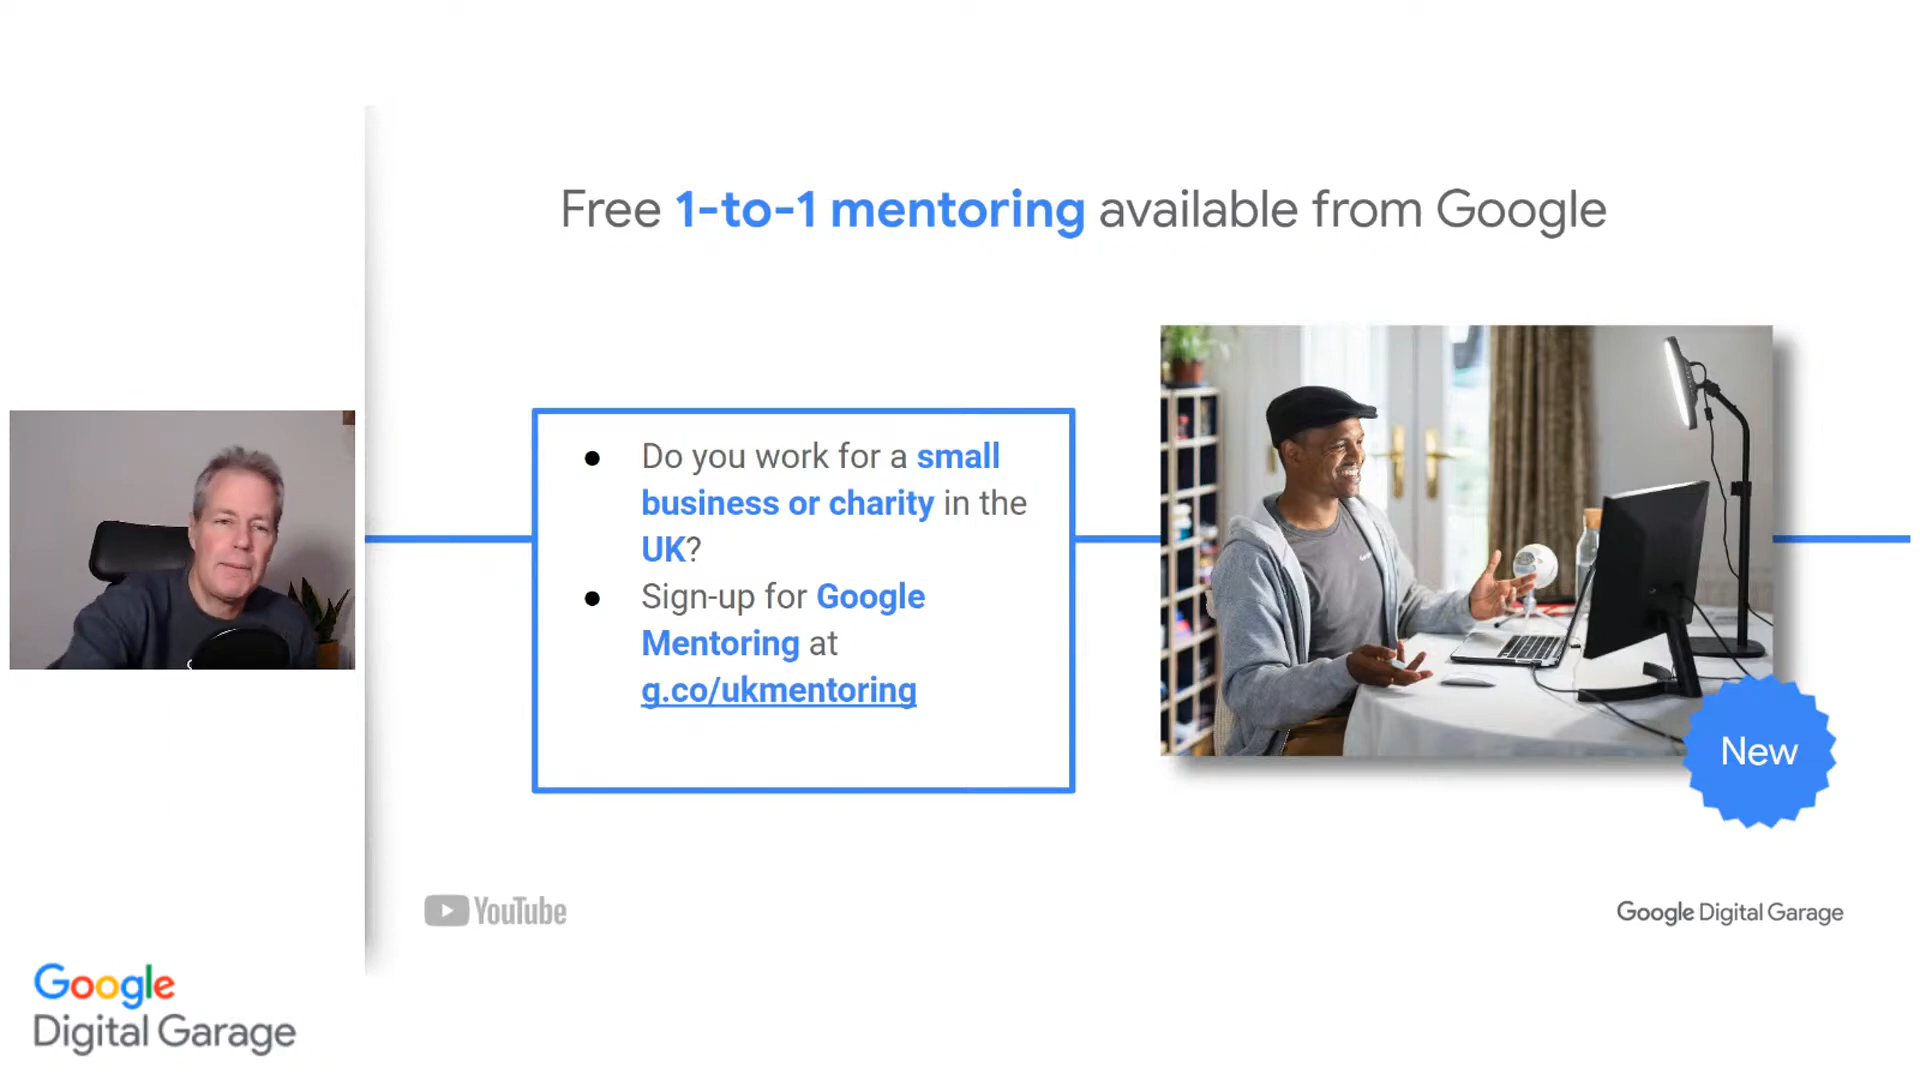 Free 1-to-1 mentoring available from Google
Do you work for a small
business or charity in the
UK?
Sign-up for Google
Mentoring at
g.co/ukmentoring
New
YouTube
Google Digital Garage
Google
Digital Garage